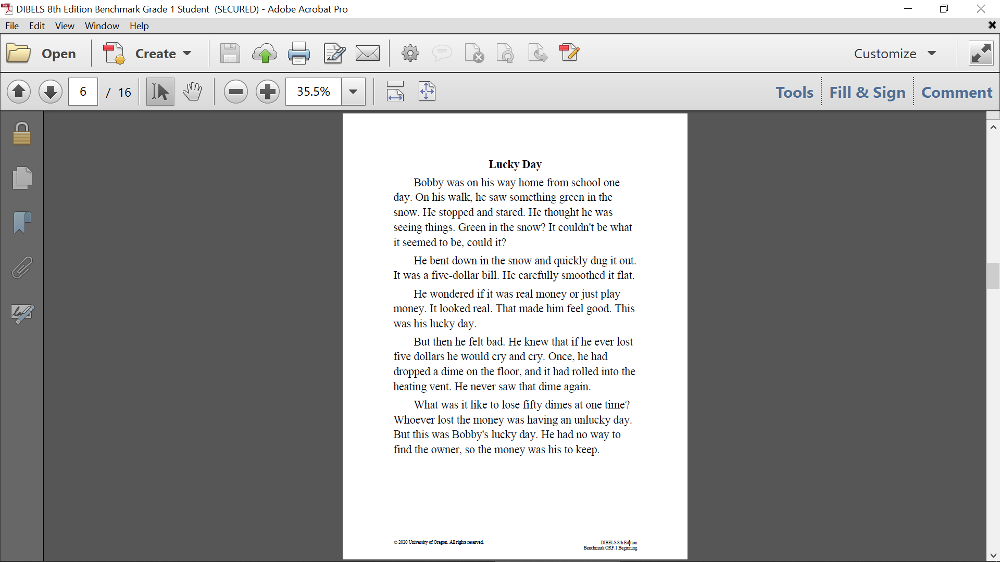 DIBELS 8th Edition Benchmark Grade 1 Student (SECURED) - Adobe Acrobat Pro
File Edit View Window Help
Open Create Customize
6 / 16 35.5% Tools Fill & Sign Comment
Lucky Day
Bobby was on his way home from school one
day. On his walk, he saw something green in the
snow. He stopped and stared. He thought he was
seeing things. Green in the snow? It couldn't be what
it seemed to be, could it?
He bent down in the snow and quickly dug it out.
It was a five-dollar bill. He carefully smoothed it flat.
He wondered if it was real money or just play
money. It looked real. That made him feel good. This
was his lucky day.
But then he felt bad. He knew that if he ever lost
five dollars he would cry and cry. Once, he had
dropped a dime on the floor, and it had rolled into the
heating vent. He never saw that dime again.
What was it like to lose fifty dimes at one time?
Whoever lost the money was having an unlucky day.
But this was Bobby's lucky day. He had no way to
find the owner, so the money was his to keep.
© 2020 University of Oregon. All rights reserved.
DIBELS 8th Edition
Benchmark ORF.1.Beginning